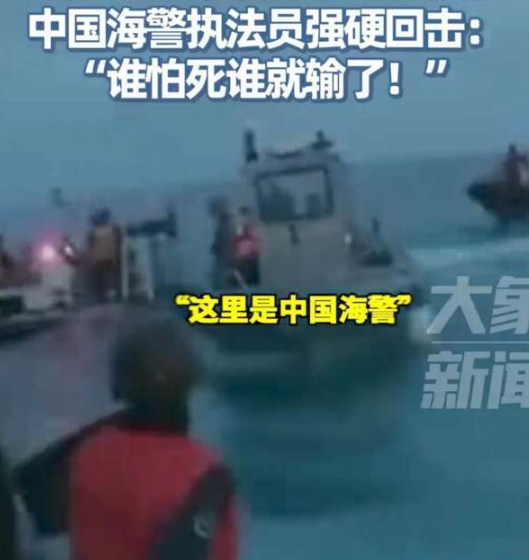 中国海警执法员强硬回击：
“谁怕死谁就输了！”
“这里是中国海警”
大象
新闻